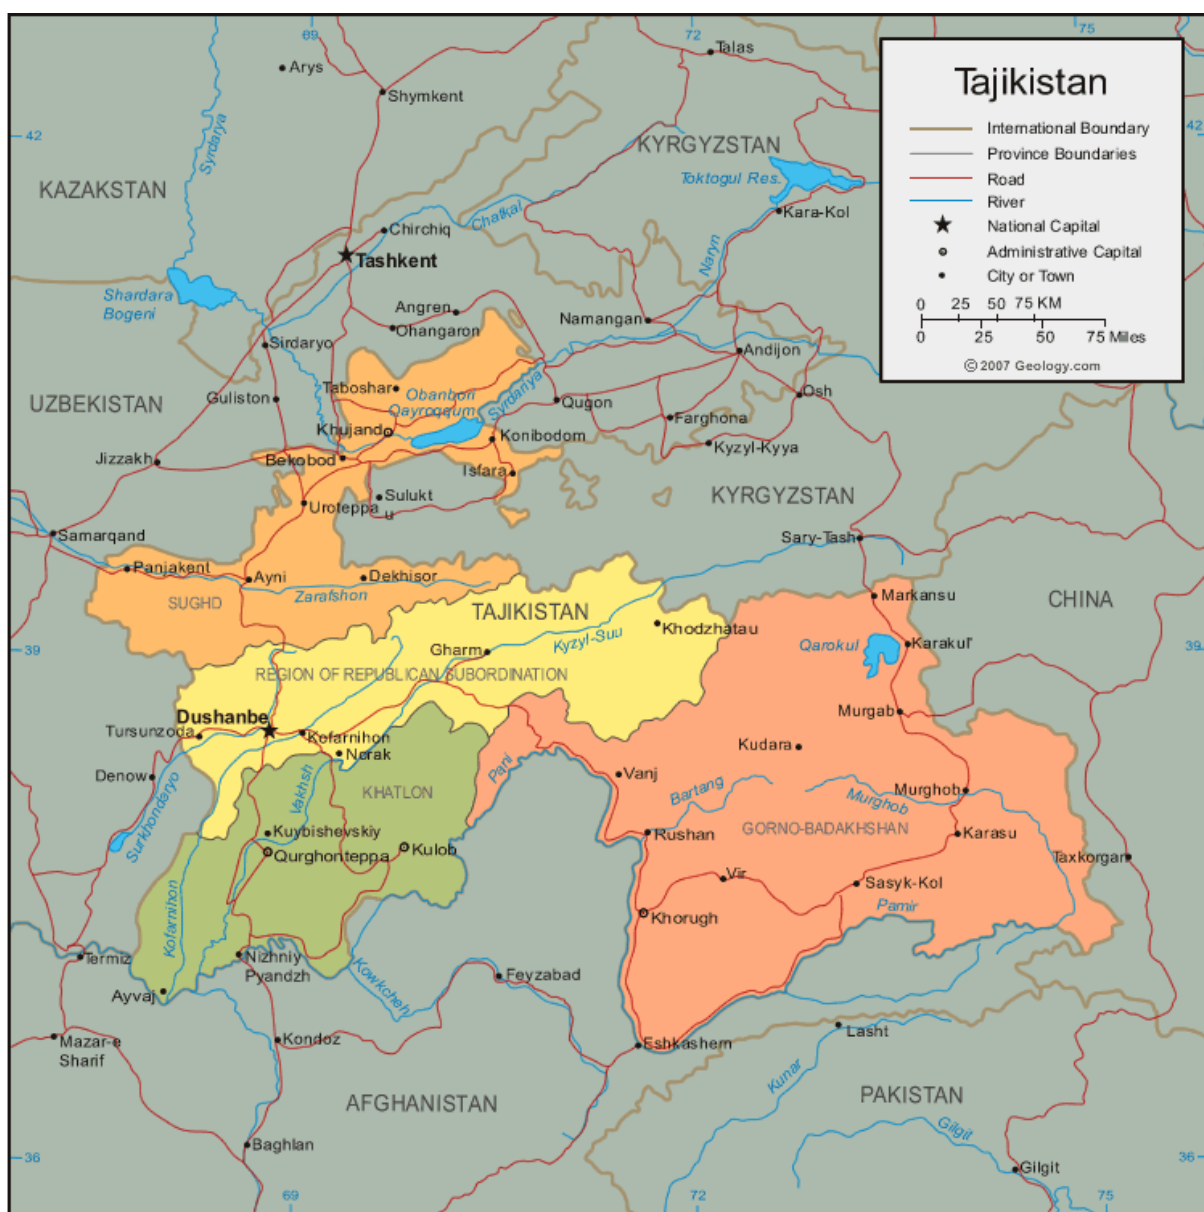 69
72
75
Talas
Arys
Shymkent
Tajikistan
International Boundary
Province Boundaries
Road
River
National Capital
Administrative Capital
City or Town
0 25 50 75 KM
0 25 50 75 Miles
© 2007 Geology.com
42
42
Syrdarya
KYRGYZSTAN
KAZAKSTAN
Toktogul Res.
Kara-Kol
Chatkal
Chirchiq
Naryn
Tashkent
Shardara
Bogeni
Angren
Ohangaron
Namangan
Sirdaryo
Andijon
Taboshar
Obanbori
Qayroqqum
Syrdariya
UZBEKISTAN
Guliston
Qugon
Osh
Farghona
Khujand
Konibodom
Kyzyl-Kyya
Jizzakh
Bekobod
Isfara
Sulukt
u
Uroteppa
KYRGYZSTAN
Samarqand
Sary-Tash
Panjakent
Ayni
Dekhisor
Zarafshon
SUGHD
TAJIKISTAN
Markansu
CHINA
Khodzhatau
Kyzyl-Suu
39
Gharm
Qarokul
Karakul'
39
REGION OF REPUBLICAN SUBORDINATION
Dushanbe
Murgab
Tursunzoda
Kofarnihon
Norak
Kudara
Denow
Vakhsh
Panj
Vanj
KHATLON
Bartang
Murghob
Murghob
Surkhondaryo
Kuybishevskiy
Rushan
GORNO-BADAKHSHAN
Karasu
Qurghonteppa
Kulob
Taxkorgan
Vir
Sasyk-Kol
Pamir
Kofarnihon
Khorugh
Termiz
Nizhniy
Pyandzh
Kowkcheh
Feyzabad
Ayvaj
Lasht
Mazar-e
Sharif
Kondoz
Eshkashem
Kunar
AFGHANISTAN
PAKISTAN
Gilgit
Baghlan
36
36
Gilgit
69
72
75